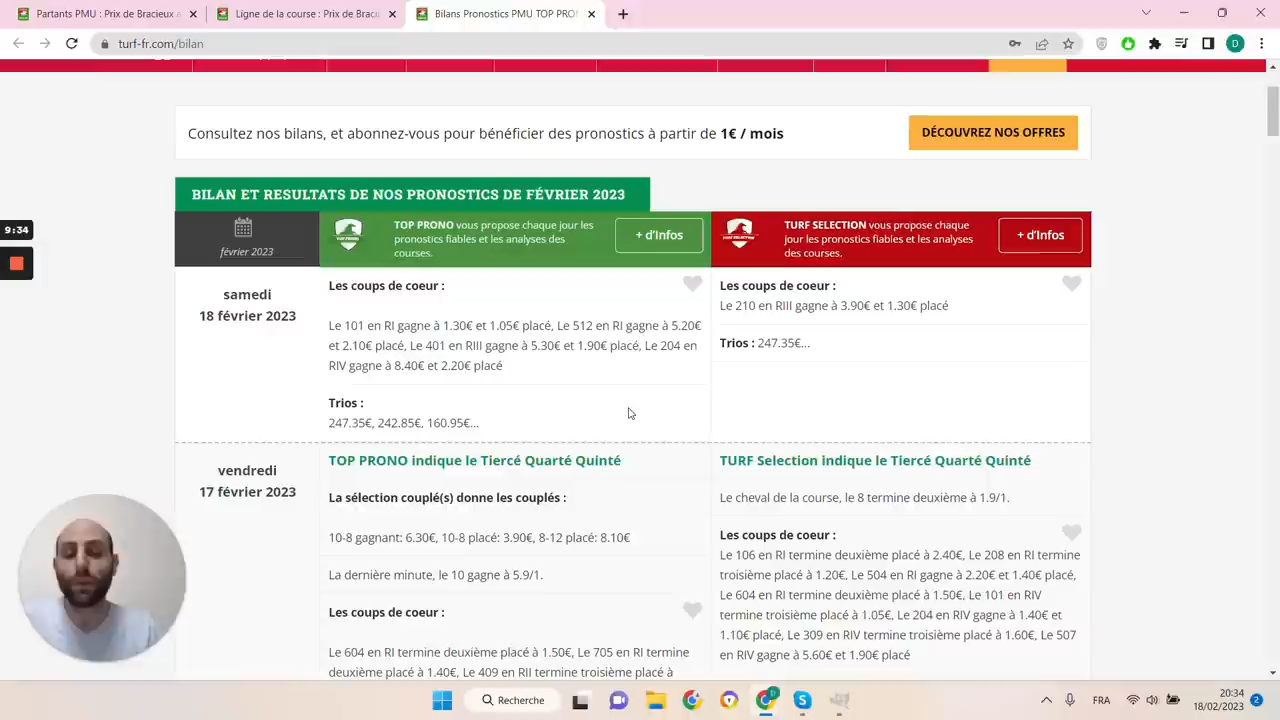 Partants PMU : Prix de Bracieux
Ligne de la course : Prix de Brac
Bilans Pronostics PMU TOP PRO
turf-fr.com/bilan
D
Consultez nos bilans, et abonnez-vous pour bénéficier des pronostics à partir de 1€ / mois
DÉCOUVREZ NOS OFFRES
BILAN ET RESULTATS DE NOS PRONOSTICS DE FÉVRIER 2023
9:34
février 2023
TOP PRONO
TOP PRONO vous propose chaque jour les
pronostics fiables et les analyses des
courses.
+ d'Infos
TURF SELECTION
TURF SELECTION vous propose chaque
jour les pronostics fiables et les analyses
des courses.
+ d'Infos
samedi
18 février 2023
Les coups de coeur :
Le 101 en RI gagne à 1.30€ et 1.05€ placé, Le 512 en RI gagne à 5.20€
et 2.10€ placé, Le 401 en RIII gagne à 5.30€ et 1.90€ placé, Le 204 en
RIV gagne à 8.40€ et 2.20€ placé
Trios :
247.35€, 242.85€, 160.95€...
Les coups de coeur :
Le 210 en RIII gagne à 3.90€ et 1.30€ placé
Trios : 247.35€...
vendredi
17 février 2023
TOP PRONO indique le Tiercé Quarté Quinté
La sélection couplé(s) donne les couplés :
10-8 gagnant: 6.30€, 10-8 placé: 3.90€, 8-12 placé: 8.10€
La dernière minute, le 10 gagne à 5.9/1.
Les coups de coeur :
Le 604 en RI termine deuxième placé à 1.50€, Le 705 en RI termine
deuxième placé à 1.40€, Le 409 en RII termine troisième placé à
TURF Selection indique le Tiercé Quarté Quinté
Le cheval de la course, le 8 termine deuxième à 1.9/1.
Les coups de coeur :
Le 106 en RI termine deuxième placé à 2.40€, Le 208 en RI termine
troisième placé à 1.20€, Le 504 en RI gagne à 2.20€ et 1.40€ placé,
Le 604 en RI termine deuxième placé à 1.50€, Le 101 en RIV
termine troisième placé à 1.05€, Le 204 en RIV gagne à 1.40€ et
1.10€ placé, Le 309 en RIV termine troisième placé à 1.60€, Le 507
en RIV gagne à 5.60€ et 1.90€ placé
Recherche
FRA
20:34
18/02/2023
2